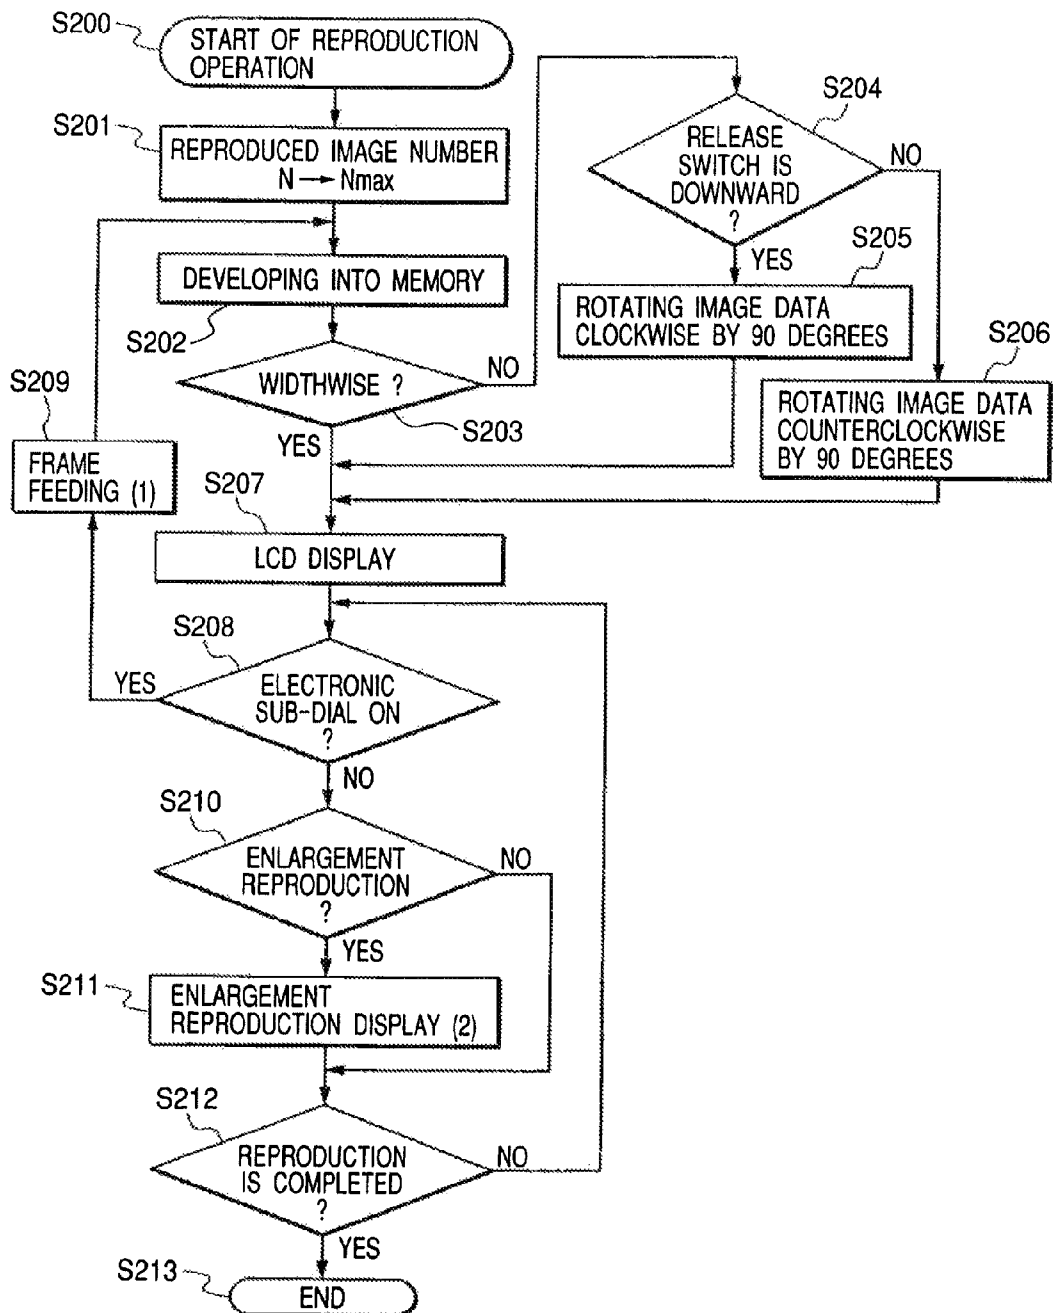 S200
START OF REPRODUCTION
OPERATION
S201
REPRODUCED IMAGE NUMBER
N → Nmax
DEVELOPING INTO MEMORY
S202
WIDTHWISE ?
NO
S203
YES
S204
RELEASE
SWITCH IS
DOWNWARD
?
NO
YES
S205
ROTATING IMAGE DATA
CLOCKWISE BY 90 DEGREES
S206
ROTATING IMAGE DATA
COUNTERCLOCKWISE
BY 90 DEGREES
S209
FRAME
FEEDING (1)
S207
LCD DISPLAY
S208
YES
ELECTRONIC
SUB-DIAL ON
?
NO
S210
ENLARGEMENT
REPRODUCTION
?
NO
YES
S211
ENLARGEMENT
REPRODUCTION DISPLAY (2)
S212
REPRODUCTION
IS COMPLETED
?
NO
YES
S213
END